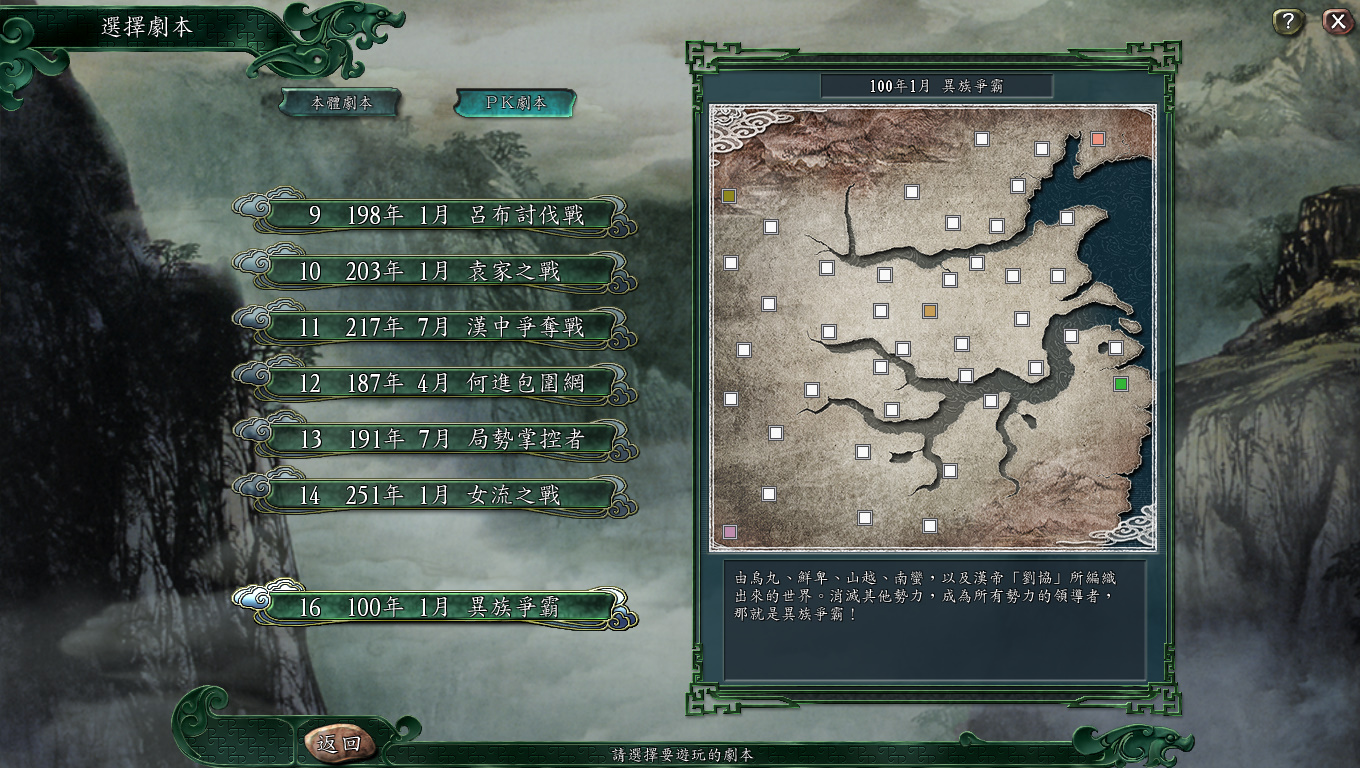 選擇劇本
?
X
本體劇本
PK劇本
9 198年 1月 呂布討伐戰
10 203年 1月 袁家之戰
11 217年 7月 漢中爭奪戰
12 187年 4月 何進包圍網
13 191年 7月 局勢掌控者
14 251年 1月 女流之戰
16 100年 1月 異族爭霸
100年1月 異族爭霸
由烏丸、鮮卑、山越、南蠻，以及漢帝「劉協」所編織
出來的世界。消滅其他勢力，成為所有勢力的領導者，
那就是異族爭霸！
返回
請選擇要遊玩的劇本